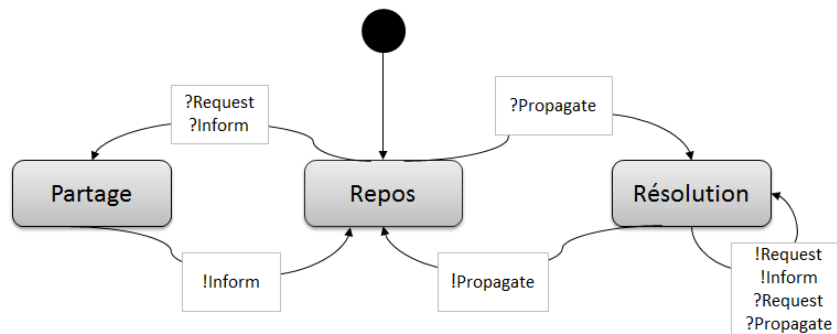 ?Request
?Inform
?Propagate
Partage
Repos
Résolution
!Inform
!Propagate
!Request
!Inform
?Request
?Propagate